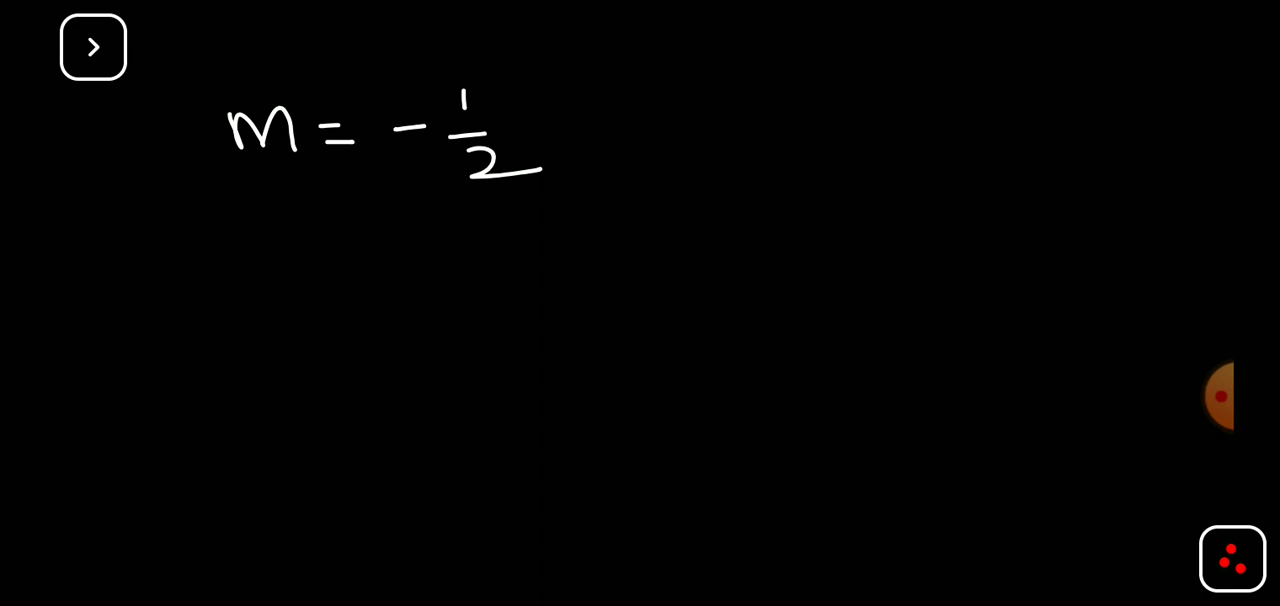 m = - 1/2